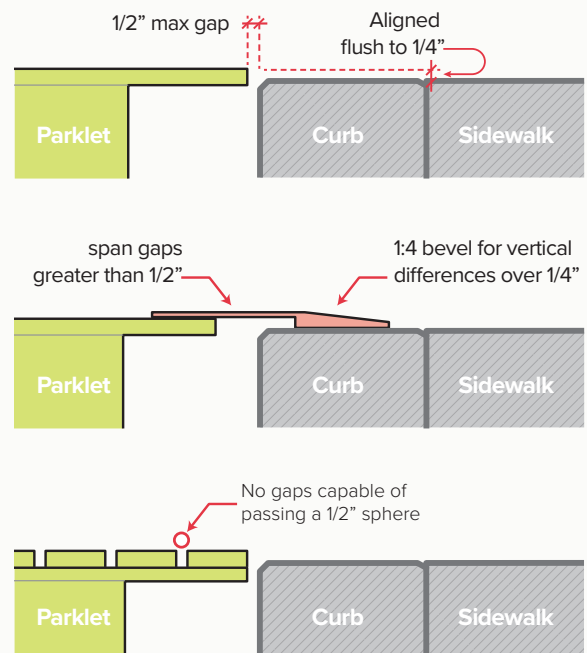 1/2” max gap
Aligned
flush to 1/4”
Parklet
Curb
Sidewalk
span gaps
greater than 1/2”
1:4 bevel for vertical
differences over 1/4”
Parklet
Curb
Sidewalk
No gaps capable of
passing a 1/2” sphere
Parklet
Curb
Sidewalk